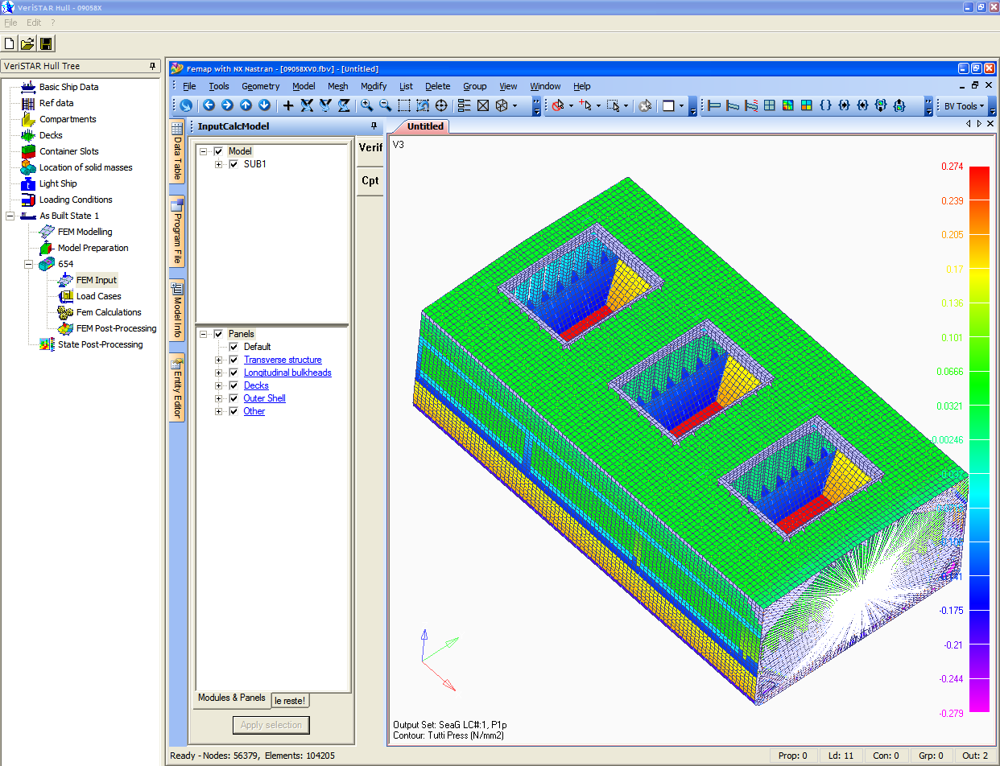 VeriSTAR Hull - 09058X
File Edit ?
VeriSTAR Hull Tree
Basic Ship Data
Ref data
Compartments
Decks
Container Slots
Location of solid masses
Light Ship
Loading Conditions
As Built State 1
FEM Modelling
Model Preparation
654
FEM Input
Load Cases
Fem Calculations
FEM Post-Processing
State Post-Processing
Femap with NX Nastran - [09058XV0.fbv] - [Untitled]
File Tools Geometry Model Mesh Modify List Delete Group View Window Help
BV Tools
Data Table
Program File
Model Info
Entity Editor
InputCalcModel
Model
SUB1
Verif
Cpt
Panels
Default
Transverse structure
Longitudinal bulkheads
Decks
Outer Shell
Other
Modules & Panels
le reste!
Apply selection
Untitled
V3
0.274
0.239
0.205
0.17
0.136
0.101
0.0666
0.0321
0.00246
-0.175
-0.21
-0.244
-0.279
Output Set: SeaG LC#:1, P1p
Contour: Tutti Press (N/mm2)
Ready - Nodes: 56379, Elements: 104205
Prop: 0
Ld: 11
Con: 0
Grp: 0
Out: 2